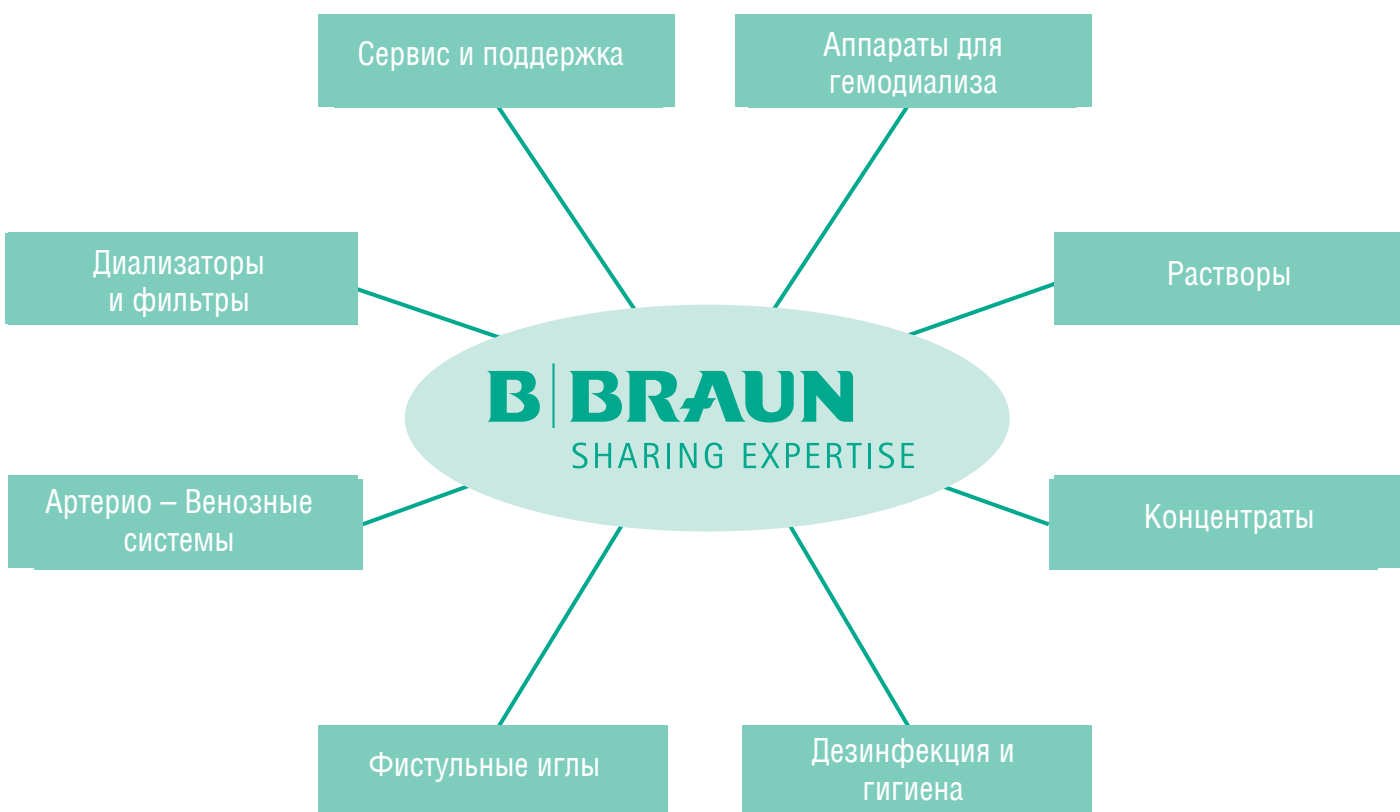 Сервис и поддержка
Аппараты для
гемодиализа
Диализаторы
и фильтры
Растворы
B BRAUN
SHARING EXPERTISE
Артерио – Венозные
системы
Концентраты
Фистульные иглы
Дезинфекция и
гигиена